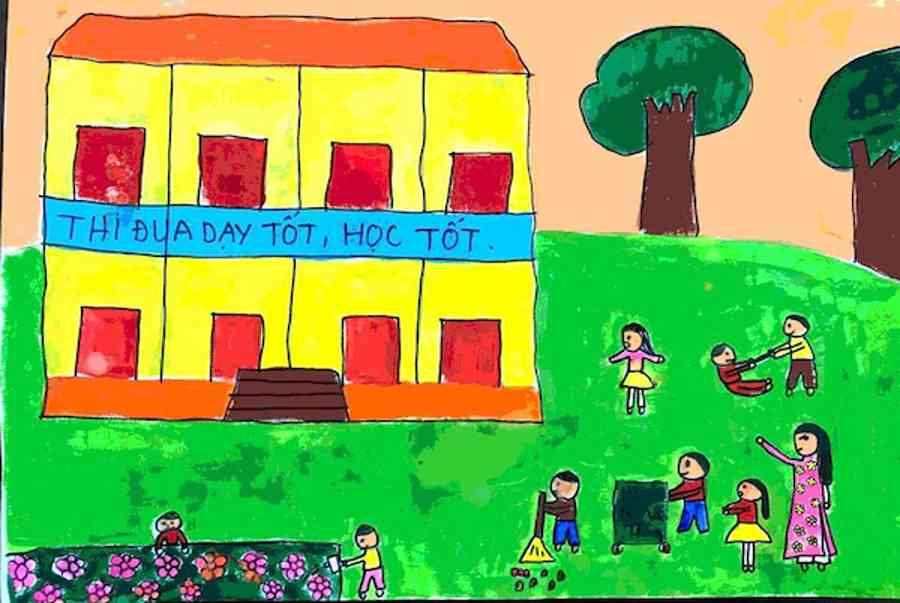 THI ĐUA DẠY TỐT, HỌC TỐT.